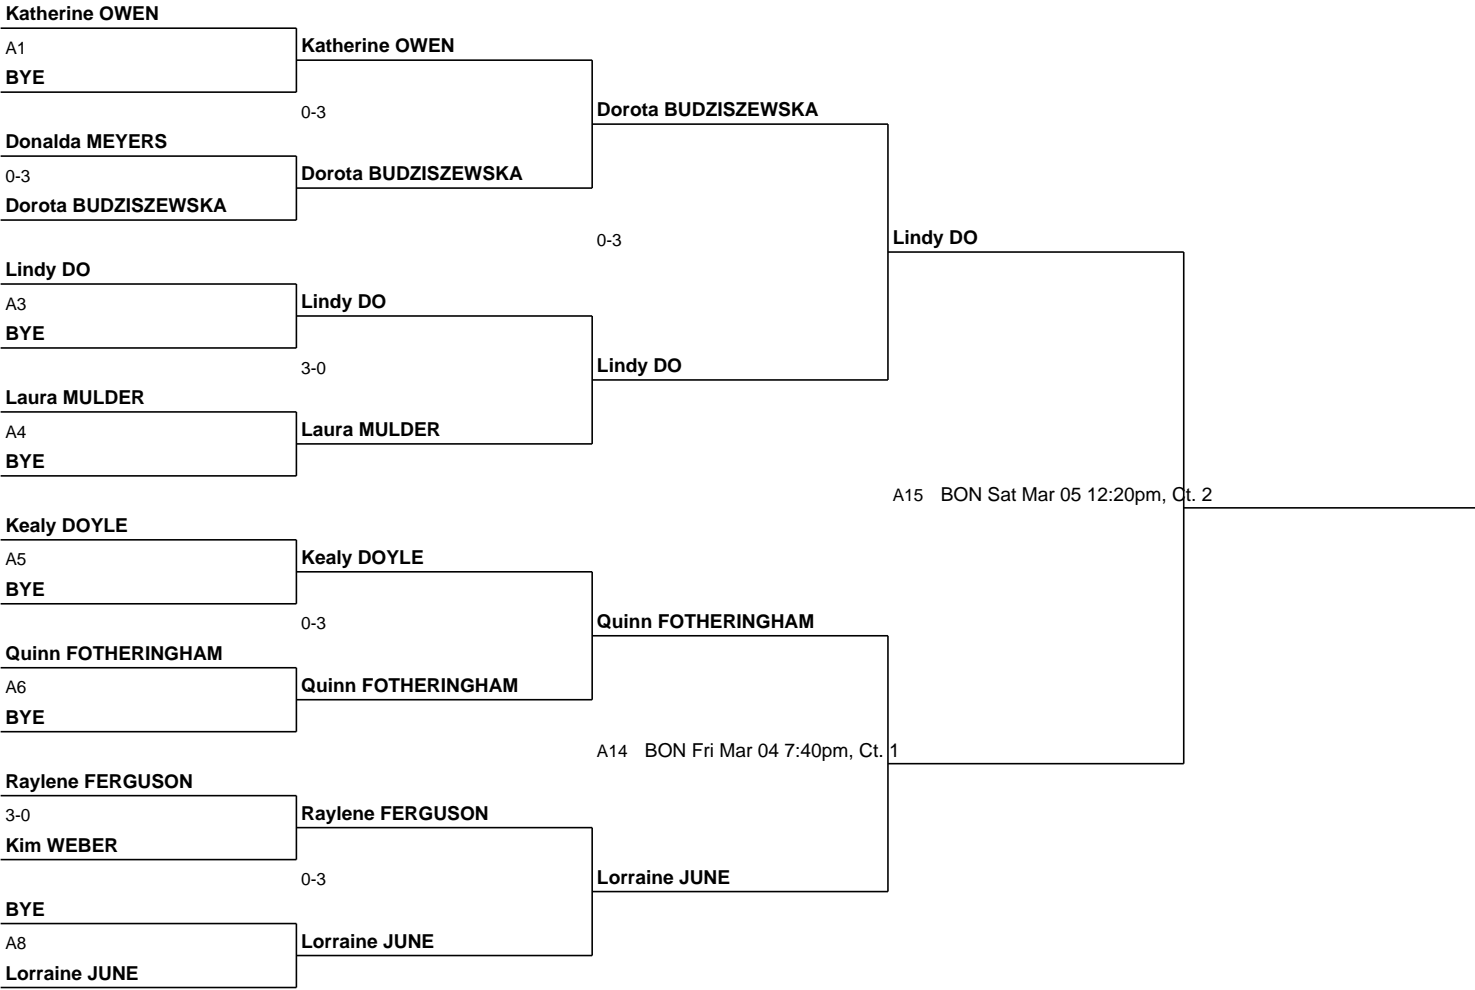 Katherine OWEN
A1
BYE
Katherine OWEN
0-3
Donalda MEYERS
0-3
Dorota BUDZISZEWSKA
Dorota BUDZISZEWSKA
Dorota BUDZISZEWSKA
0-3
Lindy DO
A3
BYE
Lindy DO
3-0
Laura MULDER
A4
BYE
Laura MULDER
Lindy DO
Lindy DO
A15 BON Sat Mar 05 12:20pm, Ct. 2
Kealy DOYLE
A5
BYE
Kealy DOYLE
0-3
Quinn FOTHERINGHAM
A6
BYE
Quinn FOTHERINGHAM
Quinn FOTHERINGHAM
A14 BON Fri Mar 04 7:40pm, Ct. 1
Raylene FERGUSON
3-0
Kim WEBER
Raylene FERGUSON
0-3
BYE
A8
Lorraine JUNE
Lorraine JUNE
Lorraine JUNE